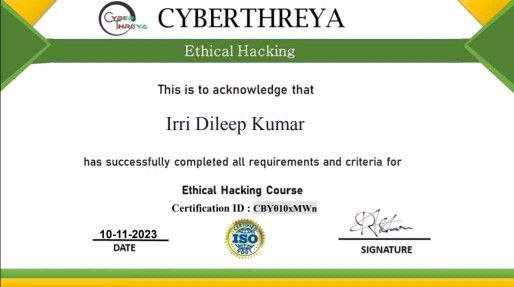 CYBER
THREYA
CYBERTHREYA
Ethical Hacking
This is to acknowledge that
Irri Dileep Kumar
has successfully completed all requirements and criteria for
Ethical Hacking Course
Certification ID : CBY010xMWn
10-11-2023
DATE
ISO
SIGNATURE